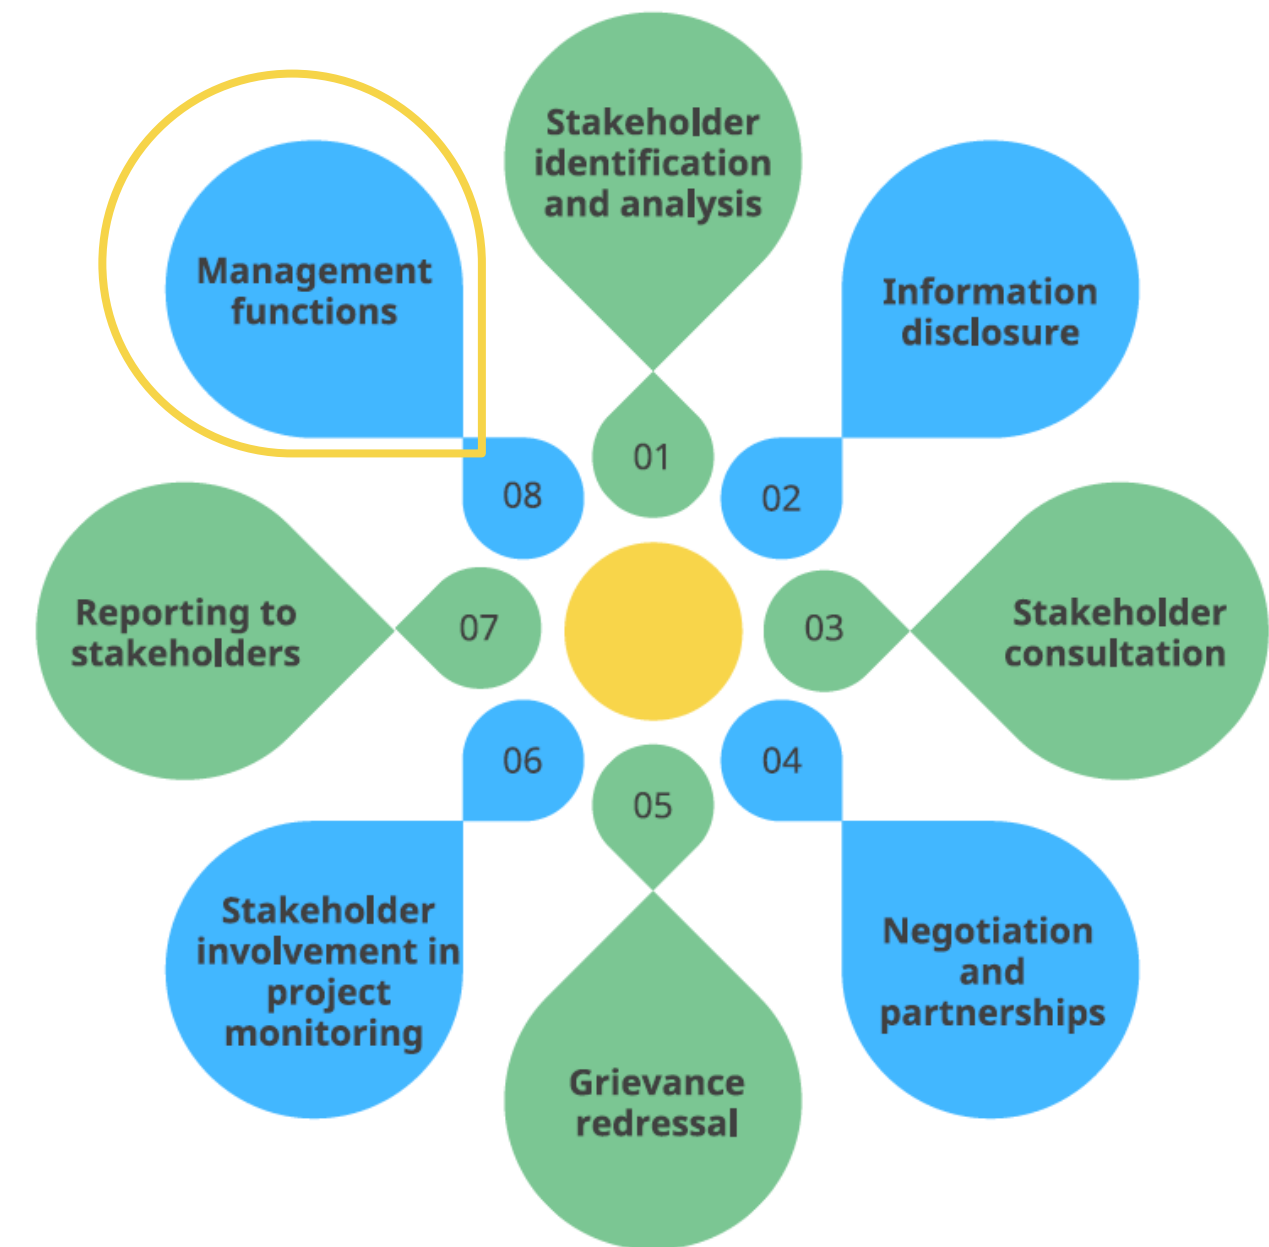 Stakeholder
identification
and analysis
01
Information
disclosure
02
Stakeholder
consultation
03
Negotiation
and
partnerships
04
Grievance
redressal
05
Stakeholder
involvement in
project
monitoring
06
Reporting to
stakeholders
07
Management
functions
08